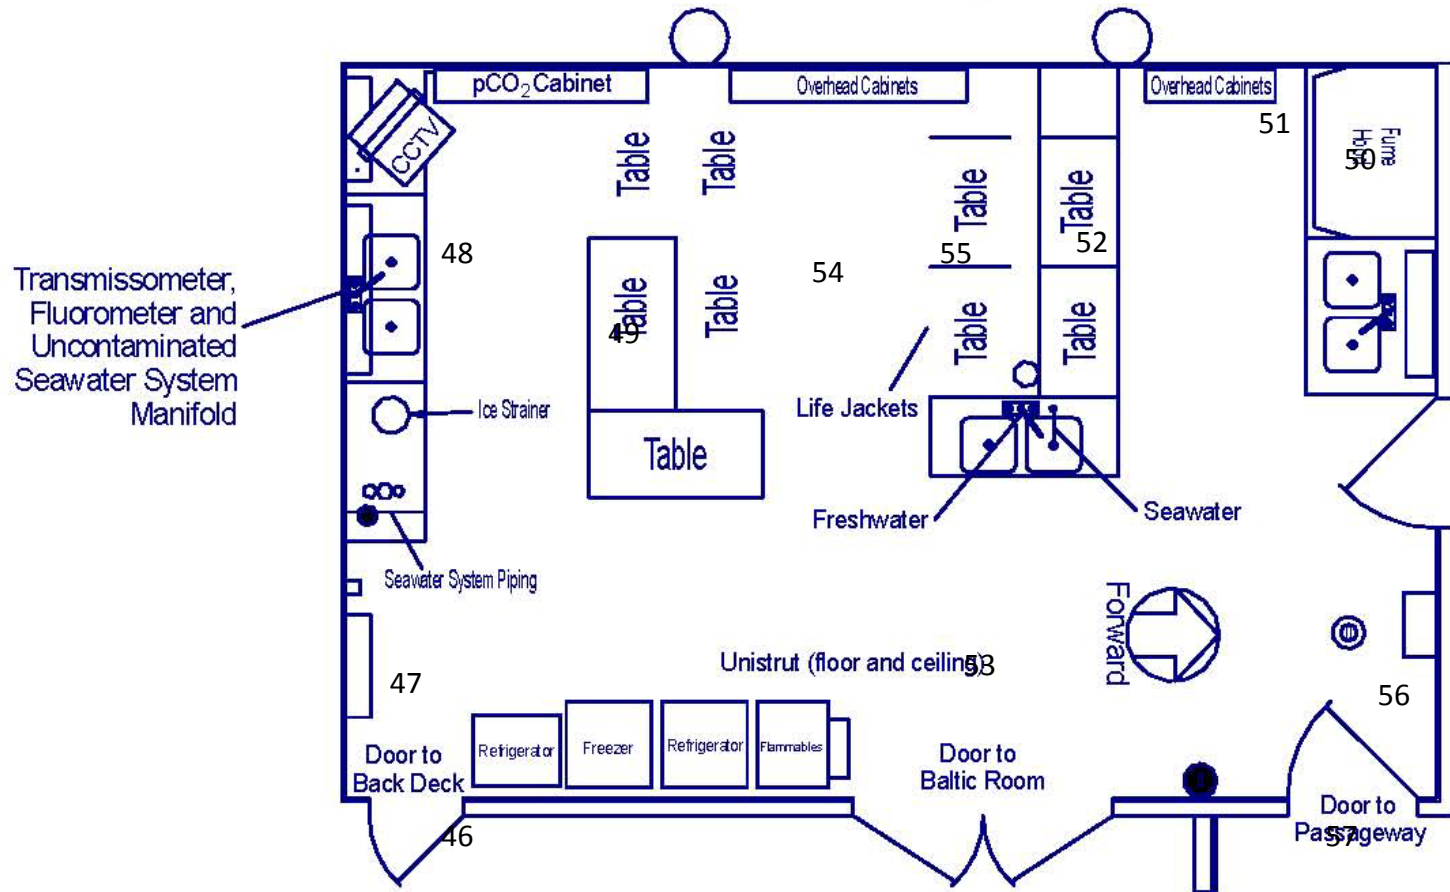 pCO2 Cabinet
Overhead Cabinets
Overhead Cabinets
51
CCTV
Table
Table
Table
Table
Fume
Hood
50
48
55
52
54
Transmissometer,
Fluorometer and
Uncontaminated
Seawater System
Manifold
Table
49
Table
Table
Table
Ice Strainer
Life Jackets
Table
Freshwater
Seawater
Seawater System Piping
Forward
Unistrut (floor and ceiling)
53
47
56
Refrigerator
Freezer
Refrigerator
Flammables
Door to
Back Deck
Door to
Baltic Room
Door to
Passageway
46
57